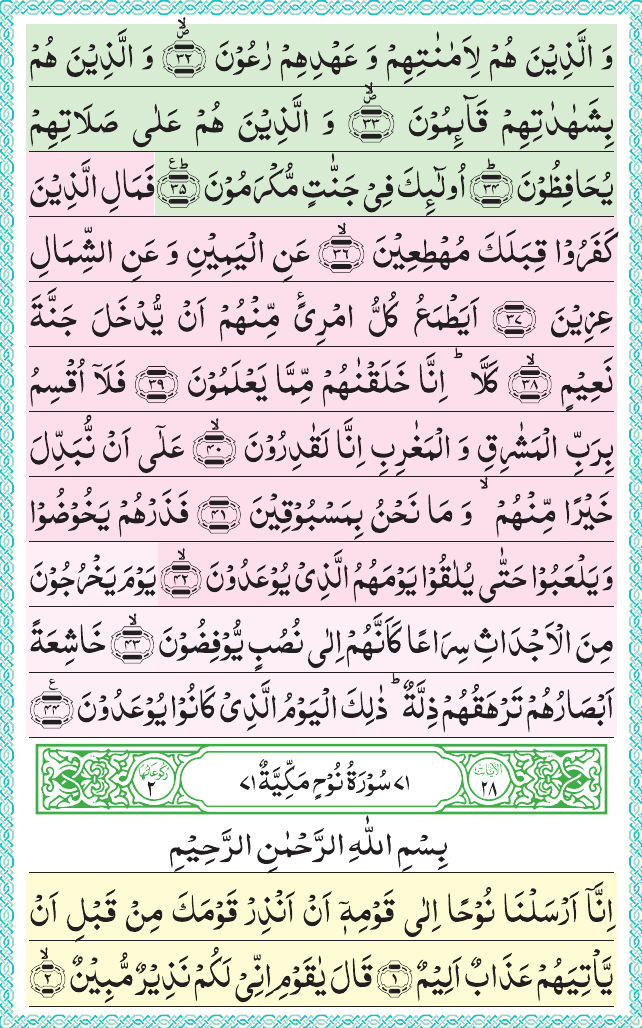 وَ الَّذِيْنَ هُمْ لِاَمٰنٰتِهِمْ وَ عَهْدِهِمْ رٰعُوْنَ ۪ۙ﴿۳۲﴾ وَ الَّذِيْنَ هُمْ
بِشَهٰدٰتِهِمْ قَآىِٕمُوْنَ ۪ۙ﴿۳۳﴾ وَ الَّذِيْنَ هُمْ عَلٰى صَلَاتِهِمْ
يُحَافِظُوْنَ ؕ﴿۳۴﴾ اُولٰٓىِٕكَ فِيْ جَنّٰتٍ مُّكْرَمُوْنَ ؕ﴿۳۵﴾ۧ فَمَالِ الَّذِيْنَ
كَفَرُوْا قِبَلَكَ مُهْطِعِيْنَ ۙ﴿۳۶﴾ عَنِ الْيَمِيْنِ وَ عَنِ الشِّمَالِ
عِزِيْنَ ﴿۳۷﴾ اَيَطْمَعُ كُلُّ امْرِئٍ مِّنْهُمْ اَنْ يُّدْخَلَ جَنَّةَ
نَعِيْمٍ ۙ﴿۳۸﴾ كَلَّا ؕ اِنَّا خَلَقْنٰهُمْ مِّمَّا يَعْلَمُوْنَ ﴿۳۹﴾ فَلَاۤ اُقْسِمُ
بِرَبِّ الْمَشٰرِقِ وَ الْمَغٰرِبِ اِنَّا لَقٰدِرُوْنَ ۙ﴿۴۰﴾ عَلٰۤى اَنْ نُّبَدِّلَ
خَيْرًا مِّنْهُمْ ۙ وَ مَا نَحْنُ بِمَسْبُوْقِيْنَ ﴿۴۱﴾ فَذَرْهُمْ يَخُوْضُوْا
وَ يَلْعَبُوْا حَتّٰى يُلٰقُوْا يَوْمَهُمُ الَّذِيْ يُوْعَدُوْنَ ۙ﴿۴۲﴾ يَوْمَ يَخْرُجُوْنَ
مِنَ الْاَجْدَاثِ سِرَاعًا كَاَنَّهُمْ اِلٰى نُصُبٍ يُّوْفِضُوْنَ ۙ﴿۴۳﴾ خَاشِعَةً
اَبْصَارُهُمْ تَرْهَقُهُمْ ذِلَّةٌ ؕ ذٰلِكَ الْيَوْمُ الَّذِيْ كَانُوْا يُوْعَدُوْنَ ﴿۴۴﴾ۧ
الْاٰيَاتُ ۲۸ ۷۱ سُوْرَةُ نُوْحٍ مَكِّيَّةٌ ۷۱ رُكُوْعَاتُهَا ۲
بِسْمِ اللّٰهِ الرَّحْمٰنِ الرَّحِيْمِ
اِنَّاۤ اَرْسَلْنَا نُوْحًا اِلٰى قَوْمِهٖۤ اَنْ اَنْذِرْ قَوْمَكَ مِنْ قَبْلِ اَنْ
يَّاْتِيَهُمْ عَذَابٌ اَلِيْمٌ ﴿۱﴾ قَالَ يٰقَوْمِ اِنِّيْ لَكُمْ نَذِيْرٌ مُّبِيْنٌ ۙ﴿۲﴾